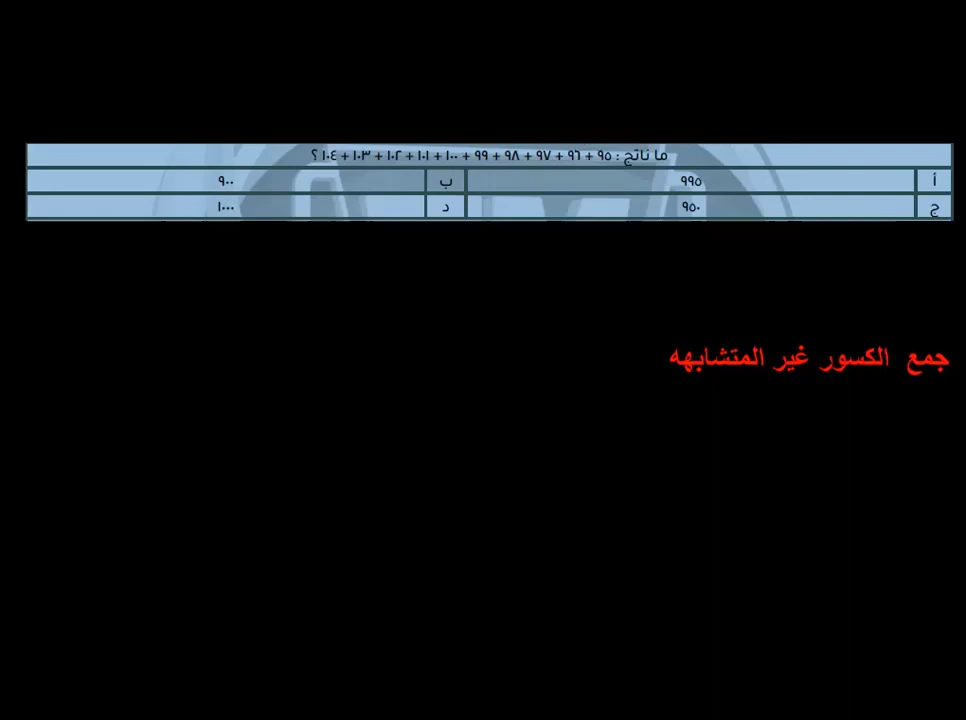 ما ناتج : ٩٥ + ٩٦ + ٩٧ + ٩٨ + ٩٩ + ١٠٠ + ١٠١ + ١٠٢ + ١٠٣ + ١٠٤ ؟
أ ٩٩٥ ب ٩٠٠
ج ٩٥٠ د ١٠٠٠
جمع الكسور غير المتشابهه